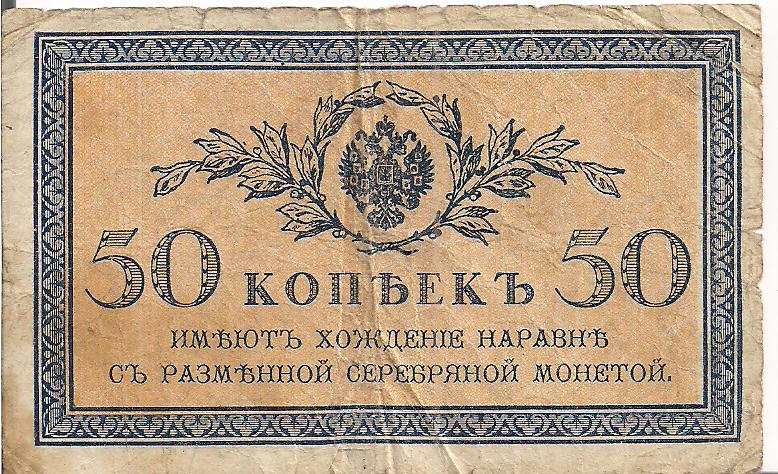 50 КОПѢЕКЪ 50
ИМѢЮТЪ ХОЖДЕНІЕ НАРАВНѢ
СЪ РАЗМѢННОЙ СЕРЕБРЯНОЙ МОНЕТОЙ.